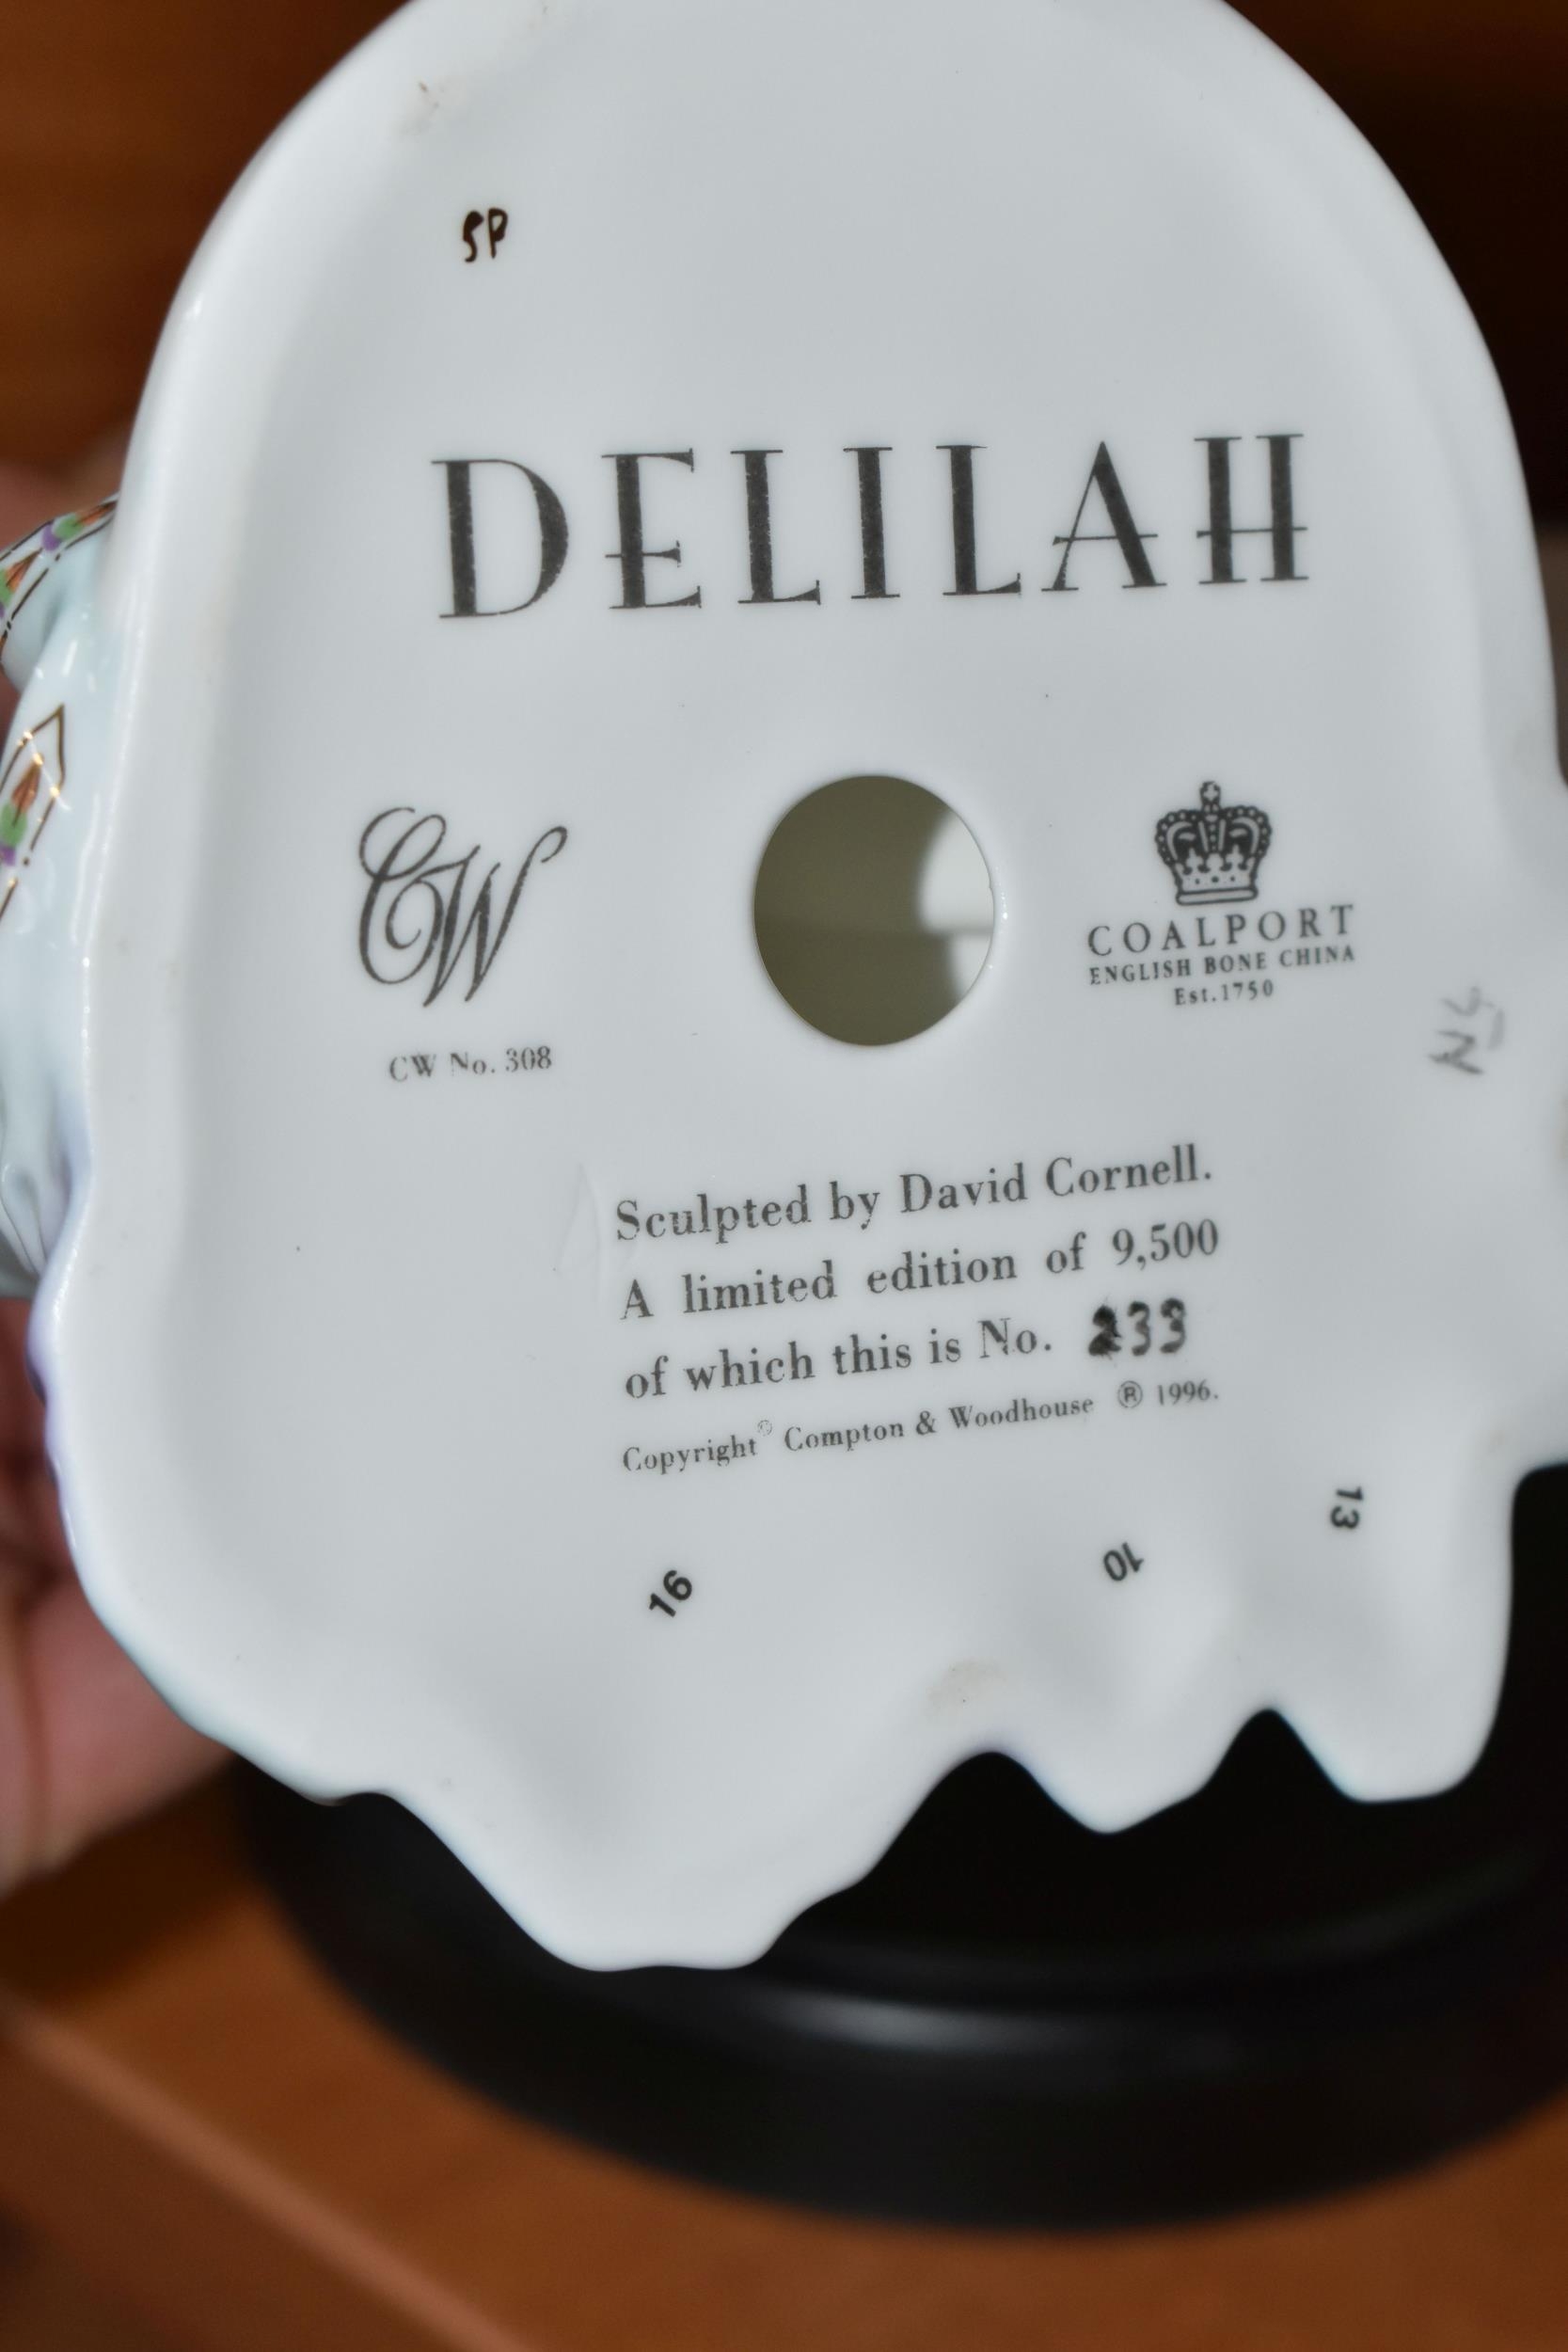 SP
DELILAH
CW
CW No. 308
COALPORT
ENGLISH BONE CHINA
Est.1750
Sculpted by David Cornell.
A limited edition of 9,500
of which this is No. 233
Copyright© Compton & Woodhouse ® 1996.
16
10
13